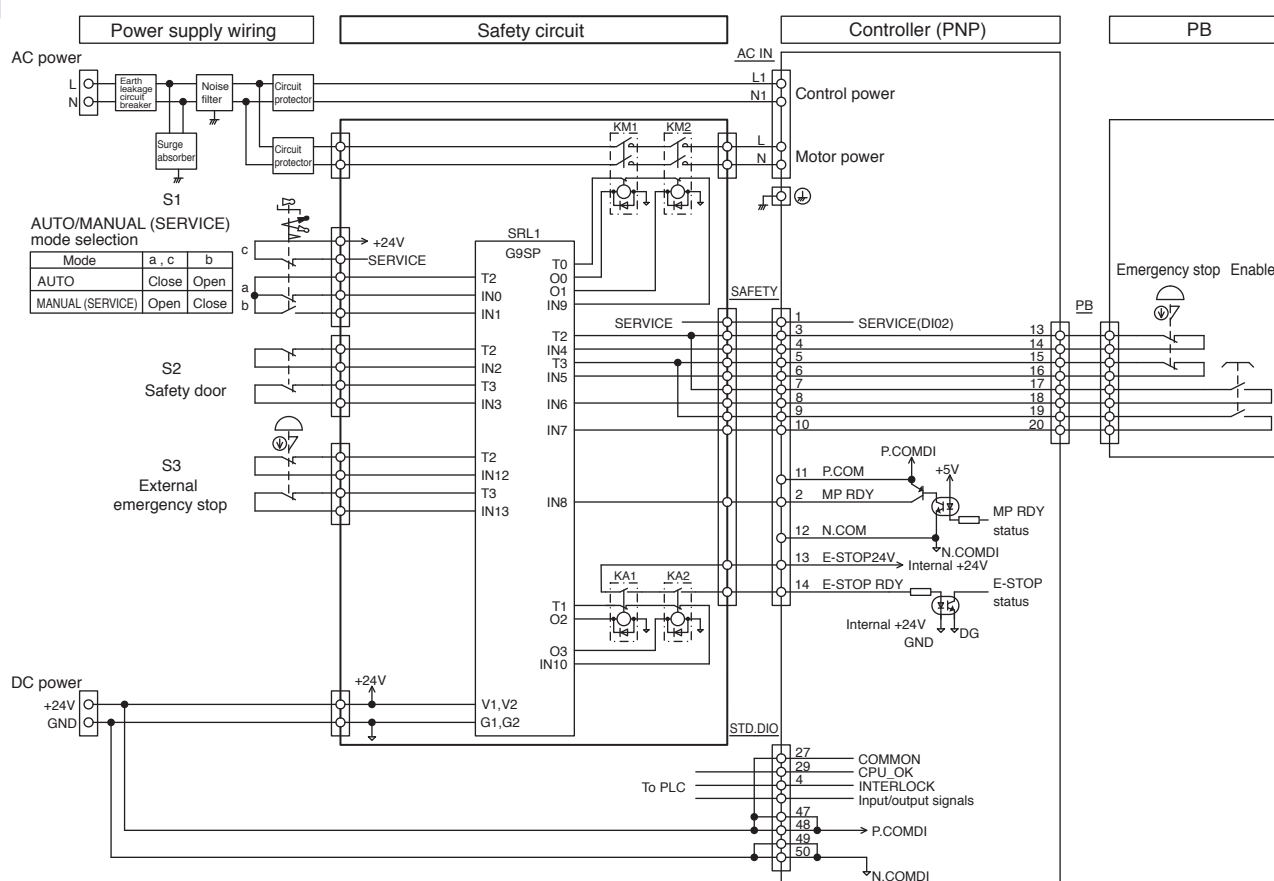 Power supply wiring
Safety circuit
Controller (PNP)
PB
AC power
L
N
Earth leakage circuit breaker
Noise filter
Circuit protector
Surge absorber
Circuit protector
AC IN
L1
N1
Control power
L
N
Motor power
KM1
KM2
S1
AUTO/MANUAL (SERVICE)
mode selection
Mode a , c b
AUTO Close Open
MANUAL (SERVICE) Open Close
c
a
b
+24V
SERVICE
T2
IN0
IN1
SRL1
G9SP
T0
O0
O1
IN9
S2
Safety door
T2
IN2
T3
IN3
S3
External
emergency stop
T2
IN12
T3
IN13
SERVICE
T2
IN4
T3
IN5
IN6
IN7
IN8
SAFETY
1 SERVICE(DI02)
3 13
4 14
5 15
6 16
7 17
8 18
9 19
10 20
PB
Emergency stop Enable
P.COMDI
+5V
11 P.COM
2 MP RDY
MP RDY
status
12 N.COM
N.COMDI
13 E-STOP24V
Internal +24V
14 E-STOP RDY
E-STOP
status
Internal +24V
GND
DG
KA1
KA2
T1
O2
O3
IN10
DC power
+24V
GND
+24V
V1,V2
G1,G2
STD.DIO
To PLC
27 COMMON
29 CPU_OK
4 INTERLOCK
Input/output signals
47
48 P.COMDI
49
50
N.COMDI